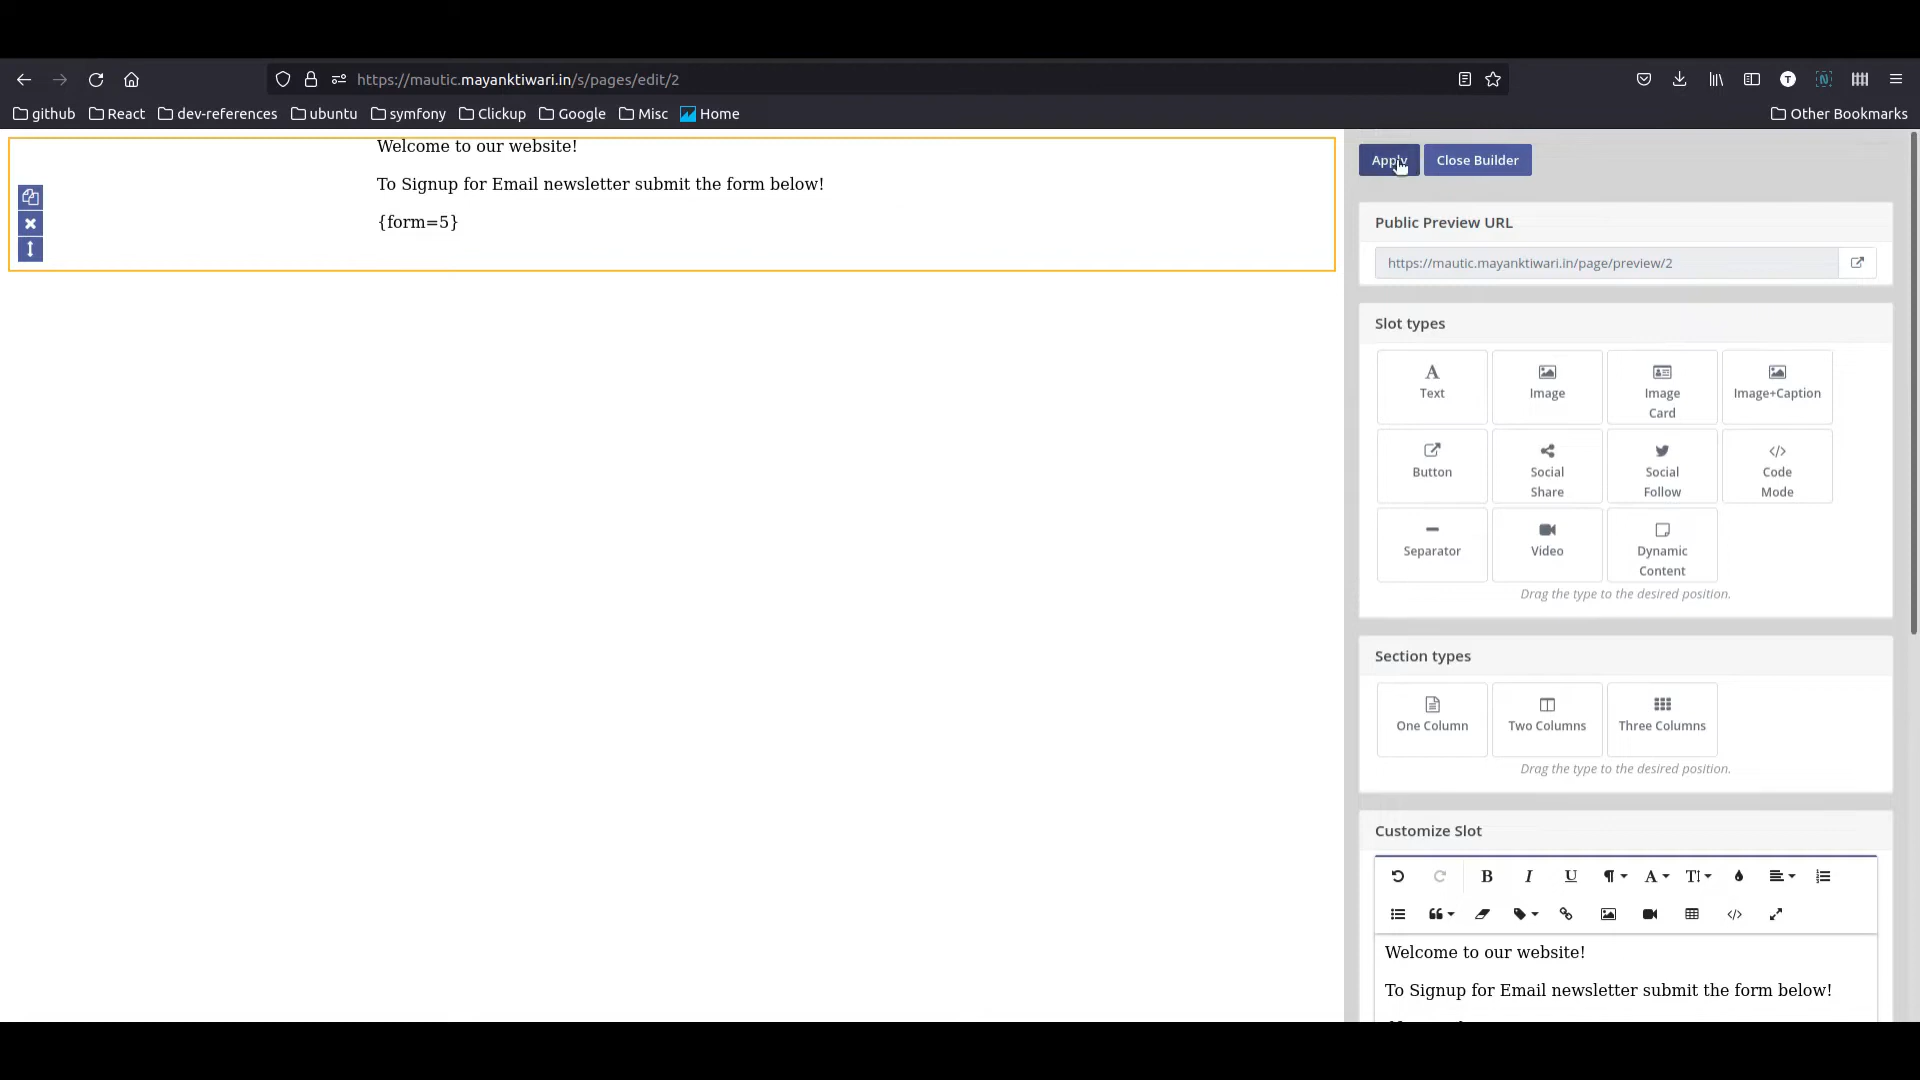 https://mautic.mayanktiwari.in/s/pages/edit/2
T
N
github React dev-references ubuntu symfony Clickup Google Misc Home Other Bookmarks
Welcome to our website!
To Signup for Email newsletter submit the form below!
{form=5}
Apply Close Builder
Public Preview URL
https://mautic.mayanktiwari.in/page/preview/2
Slot types
Text
Image
Image
Card
Image+Caption
Button
Social
Share
Social
Follow
Code
Mode
Separator
Video
Dynamic
Content
Drag the type to the desired position.
Section types
One Column
Two Columns
Three Columns
Drag the type to the desired position.
Customize Slot
Welcome to our website!
To Signup for Email newsletter submit the form below!